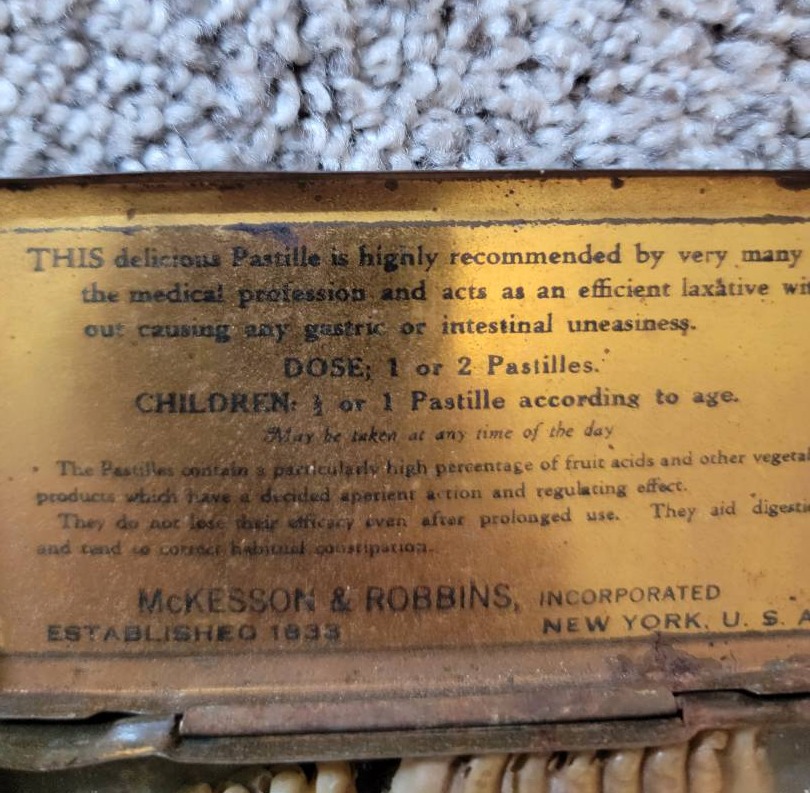 THIS delicious Pastille is highly recommended by very many
the medical profession and acts as an efficient laxative wit
out causing any gastric or intestinal uneasiness.
DOSE; 1 or 2 Pastilles.
CHILDREN: ½ or 1 Pastille according to age.
May be taken at any time of the day
The Pastilles contain a particularly high percentage of fruit acids and other vegetal
products which have a decided aperient action and regulating effect.
They do not lose their efficacy even after prolonged use. They aid digesti
and tend to correct habitual constipation.
McKESSON & ROBBINS, INCORPORATED
ESTABLISHED 1833 NEW YORK, U. S. A